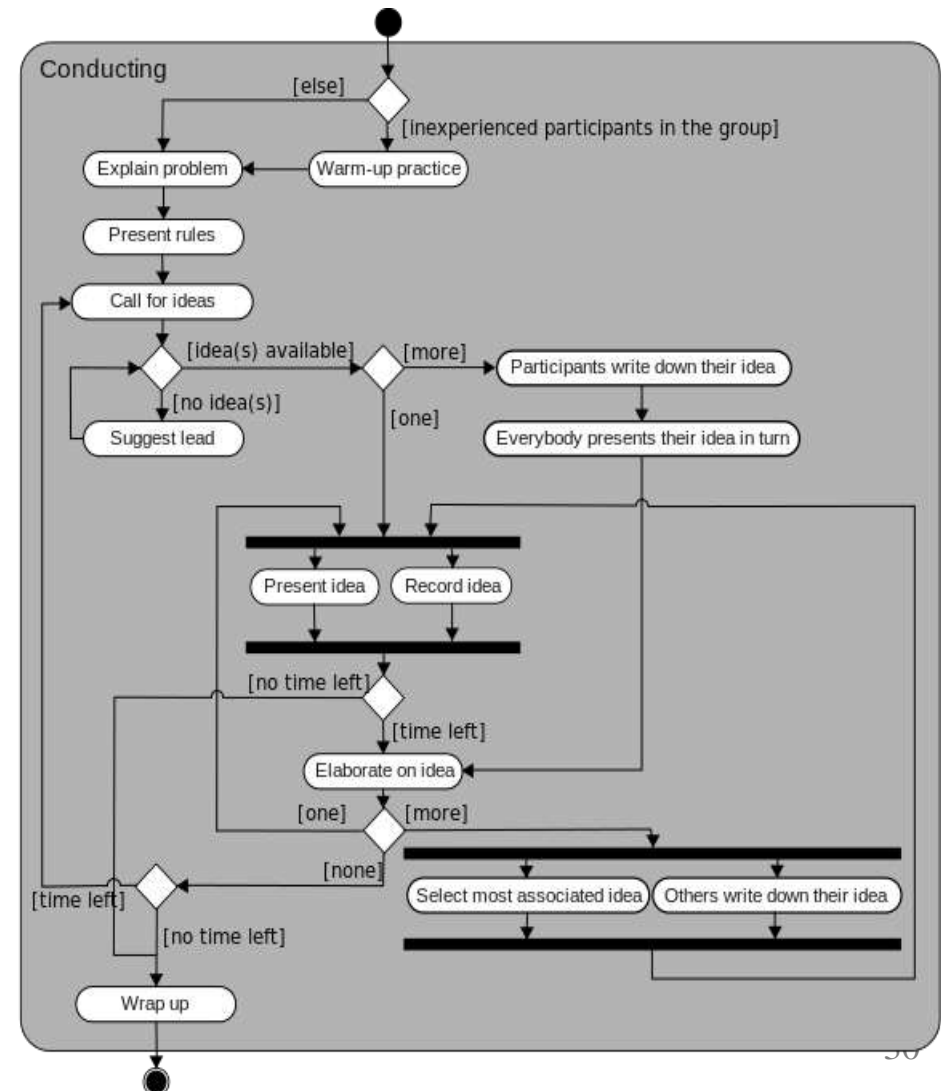 Conducting
[else]
[inexperienced participants in the group]
Explain problem
Warm-up practice
Present rules
Call for ideas
[idea(s) available]
[more]
Participants write down their idea
[no idea(s)]
[one]
Suggest lead
Everybody presents their idea in turn
Present idea
Record idea
[no time left]
[time left]
Elaborate on idea
[one]
[more]
[none]
[time left]
Select most associated idea
Others write down their idea
[no time left]
Wrap up